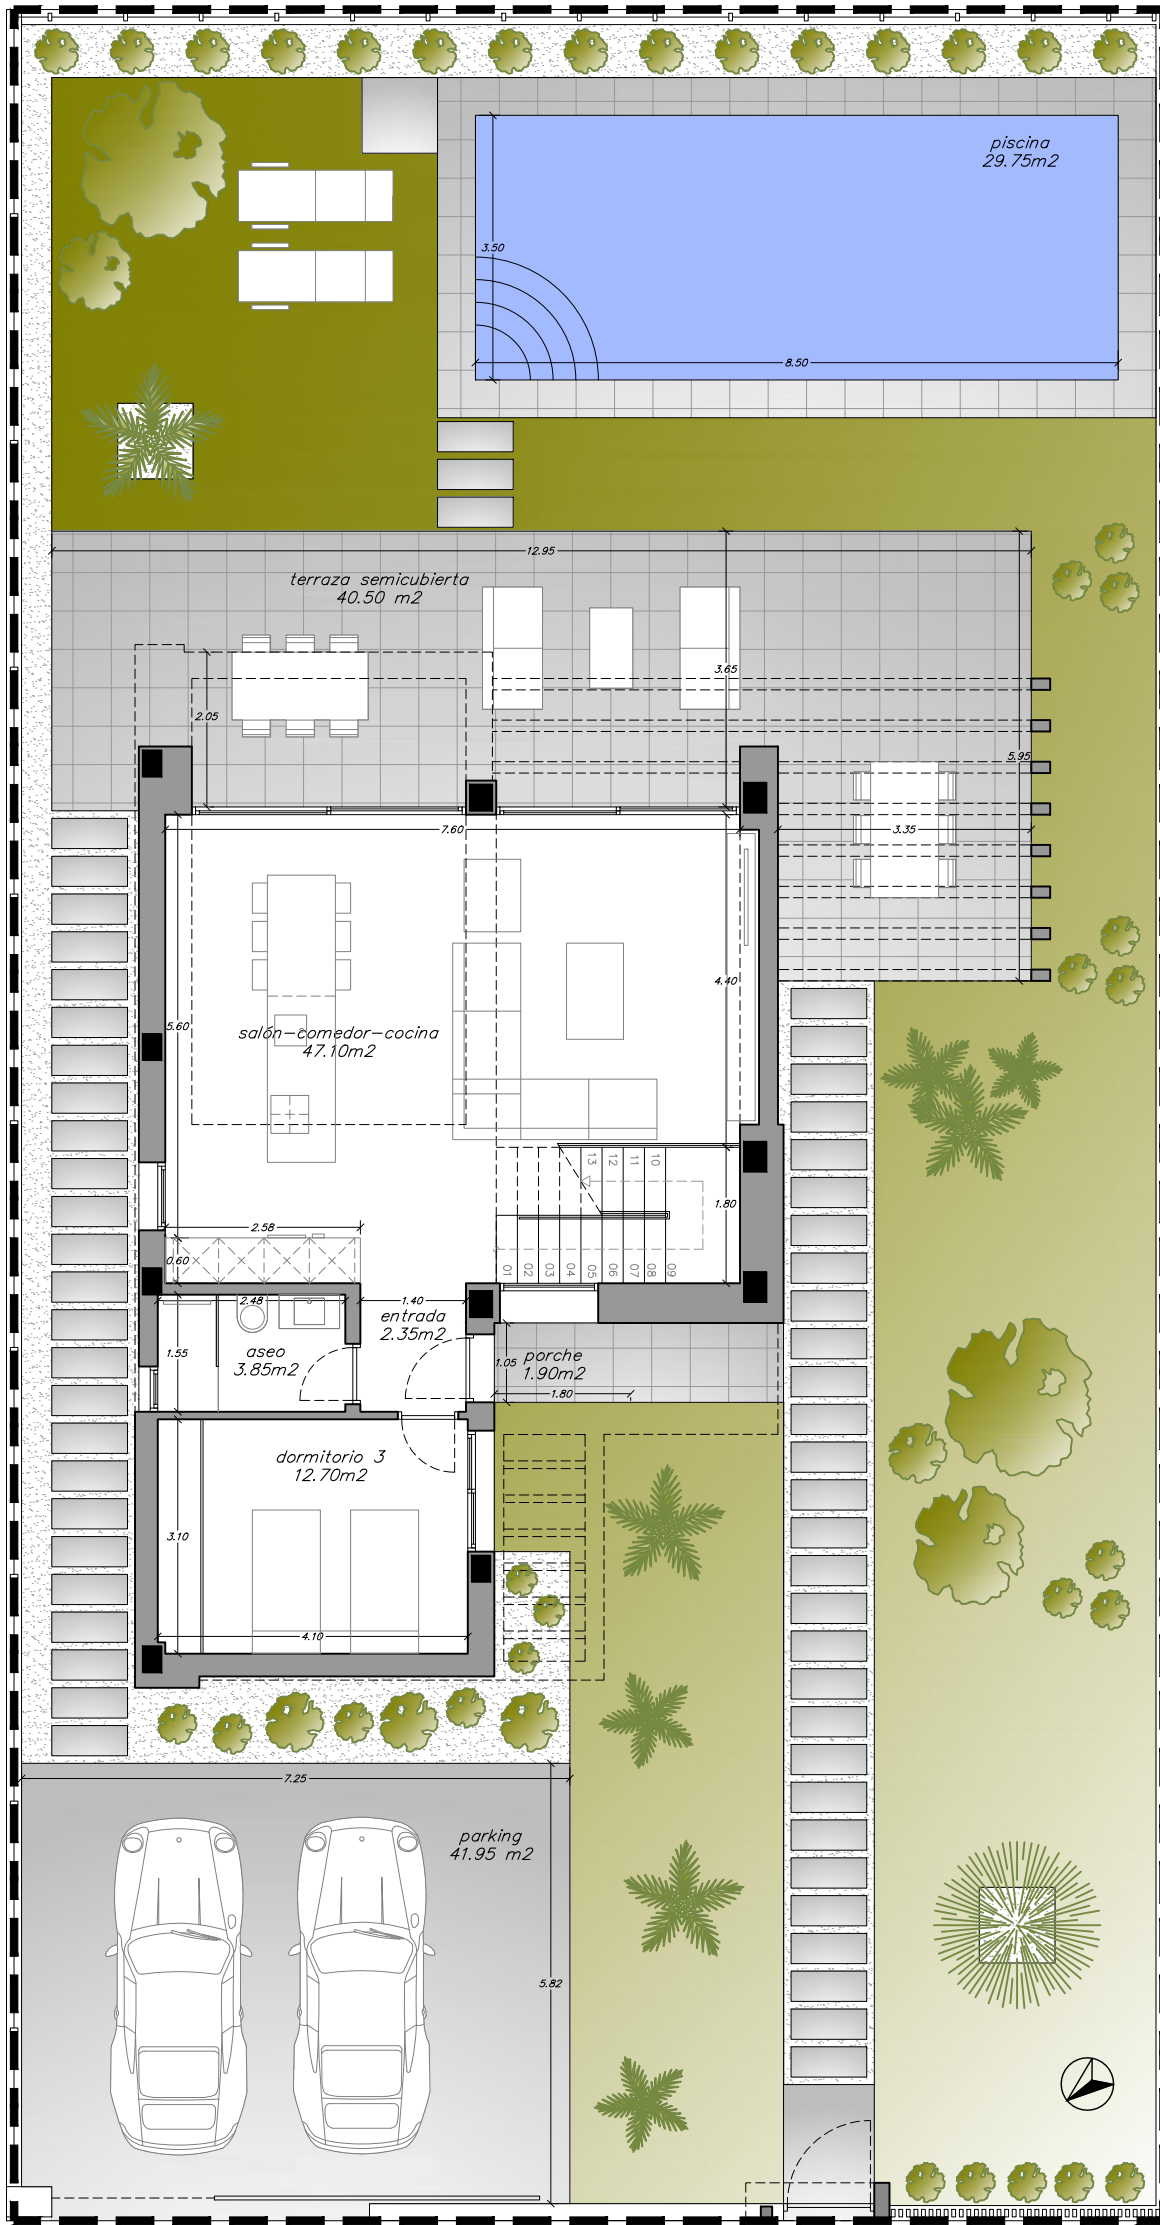 piscina
29.75m2
3.50
8.50
12.95
terraza semicubierta
40.50 m2
3.65
2.05
5.95
7.60
3.35
4.40
5.60
salón-comedor-cocina
47.10m2
13
12
11
10
1.80
2.58
0.60
01
02
03
04
05
06
07
08
09
2.48
1.40
entrada
2.35m2
1.55
aseo
3.85m2
1.05
porche
1.90m2
1.80
dormitorio 3
12.70m2
3.10
4.10
7.25
parking
41.95 m2
5.82